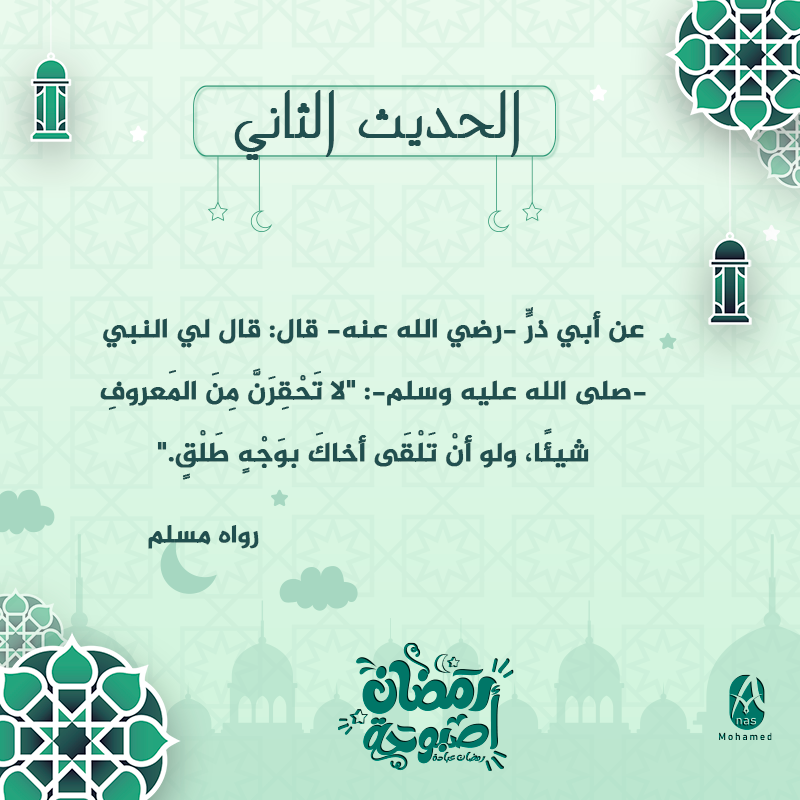 الحديث الثاني
عن أبي ذرٍّ -رضي الله عنه- قال: قال لي النبي
-صلى الله عليه وسلم-: "لا تَحْقِرَنَّ مِنَ المَعروفِ
شيئًا، ولو أنْ تَلْقَى أخاكَ بوَجْهٍ طَلْقٍ."
رواه مسلم
رمضان
أصبوحة
nas
Mohamed